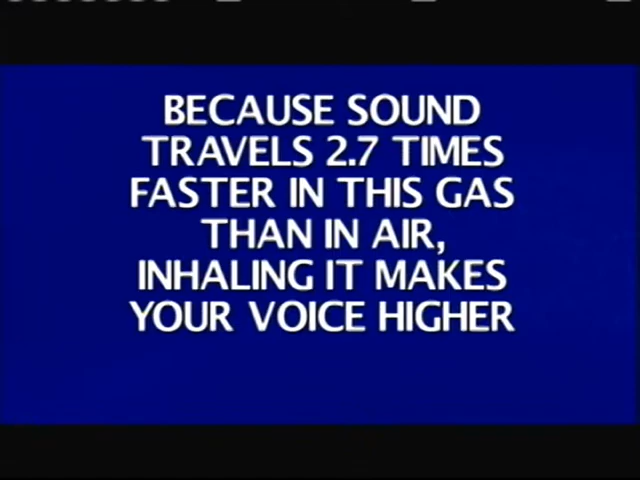 BECAUSE SOUND
TRAVELS 2.7 TIMES
FASTER IN THIS GAS
THAN IN AIR,
INHALING IT MAKES
YOUR VOICE HIGHER